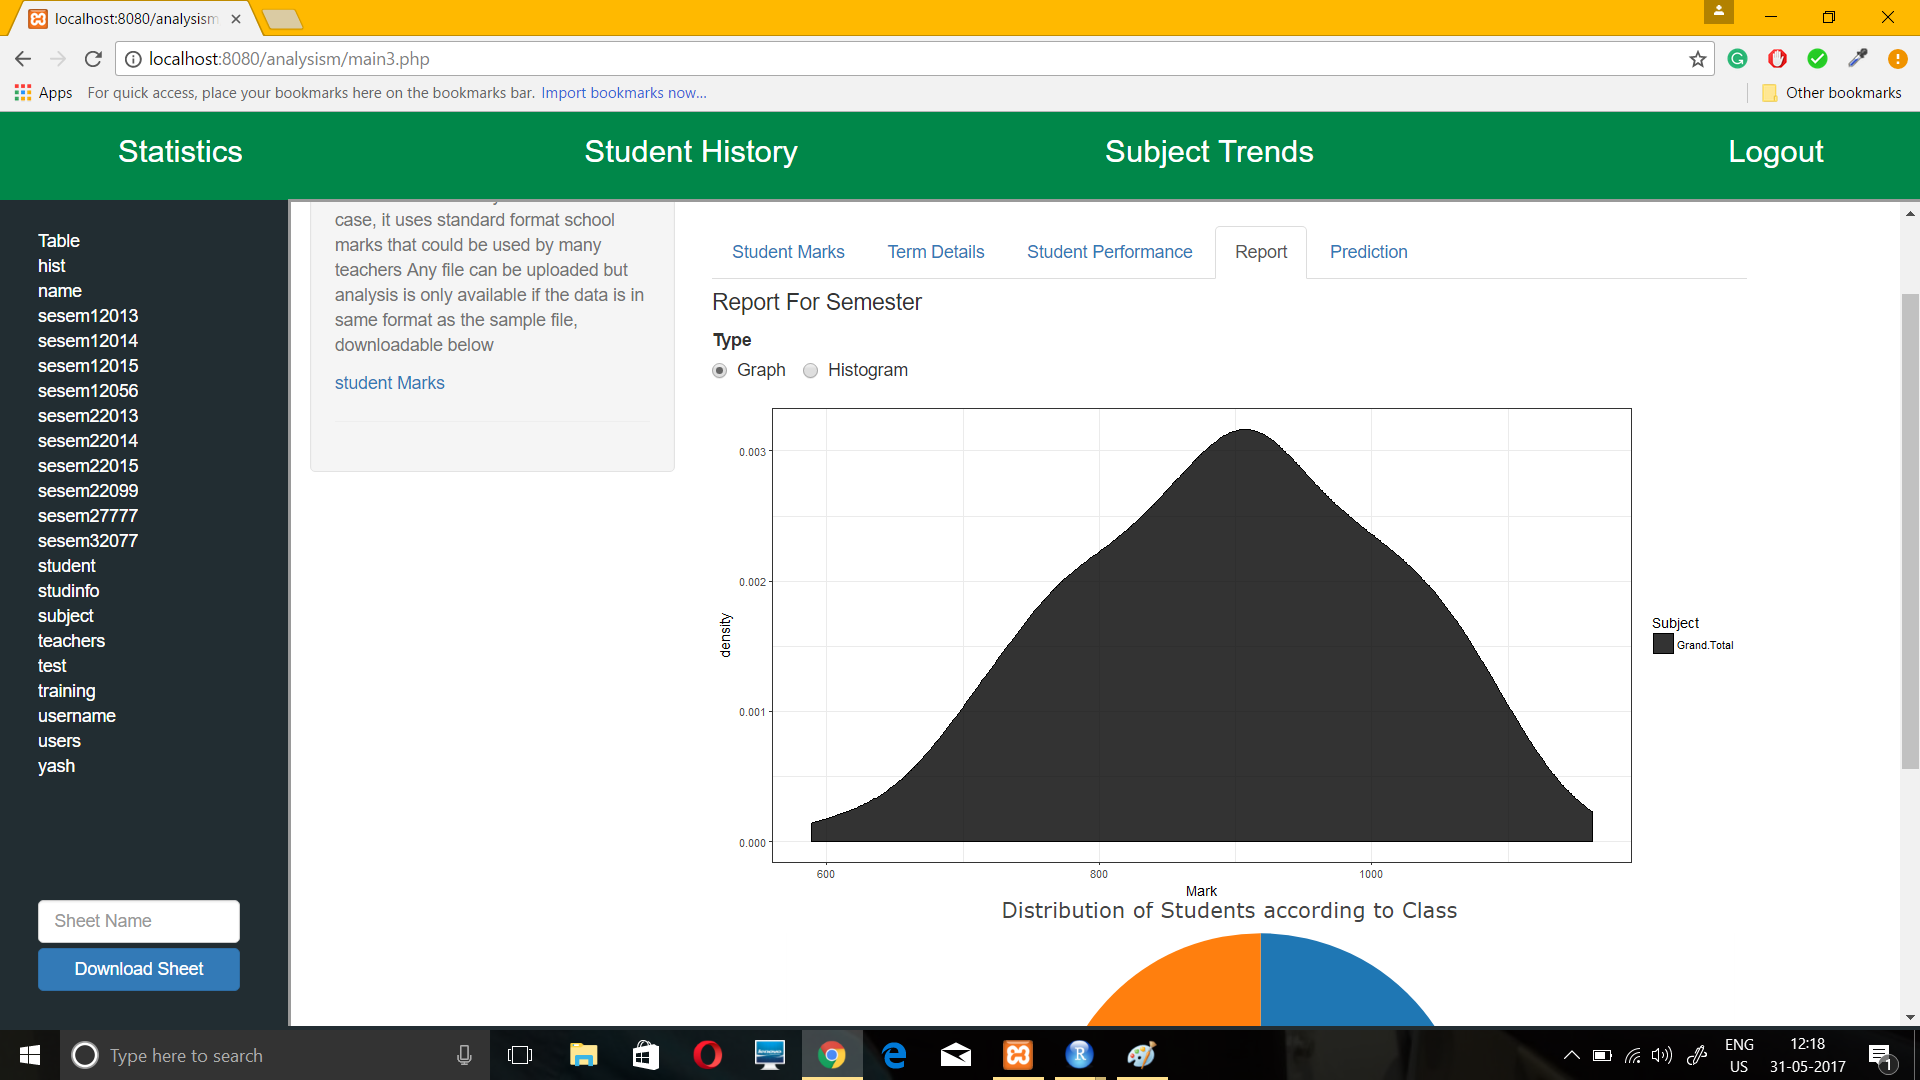 localhost:8080/analysism
localhost:8080/analysism/main3.php
Apps
For quick access, place your bookmarks here on the bookmarks bar. Import bookmarks now...
Other bookmarks
Statistics
Student History
Subject Trends
Logout
Table
hist
name
sesem12013
sesem12014
sesem12015
sesem12056
sesem22013
sesem22014
sesem22015
sesem22099
sesem27777
sesem32077
student
studinfo
subject
teachers
test
training
username
users
yash
Sheet Name
Download Sheet
case, it uses standard format school
marks that could be used by many
teachers Any file can be uploaded but
analysis is only available if the data is in
same format as the sample file,
downloadable below
student Marks
Student Marks
Term Details
Student Performance
Report
Prediction
Report For Semester
Type
Graph
Histogram
0.003
0.002
0.001
0.000
density
600
800
1000
Mark
Subject
Grand.Total
Distribution of Students according to Class
Type here to search
ENG
US
12:18
31-05-2017
1